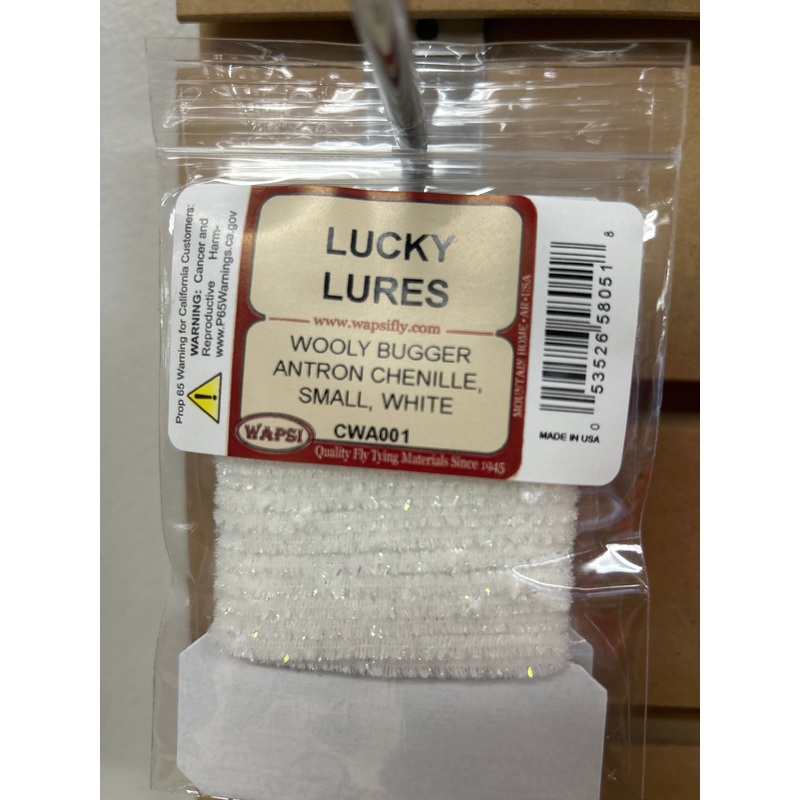 Prop 65 Warning for California Customers:
WARNING: Cancer and
Reproductive Harm-
www.P65Warnings.ca.gov
LUCKY
LURES
www.wapsifly.com
WOOLY BUGGER
ANTRON CHENILLE,
SMALL, WHITE
CWA001
WAPSI
Quality Fly Tying Materials Since 1945
MOUNTAIN HOME • AR • USA
0 53526 58051 8
MADE IN USA